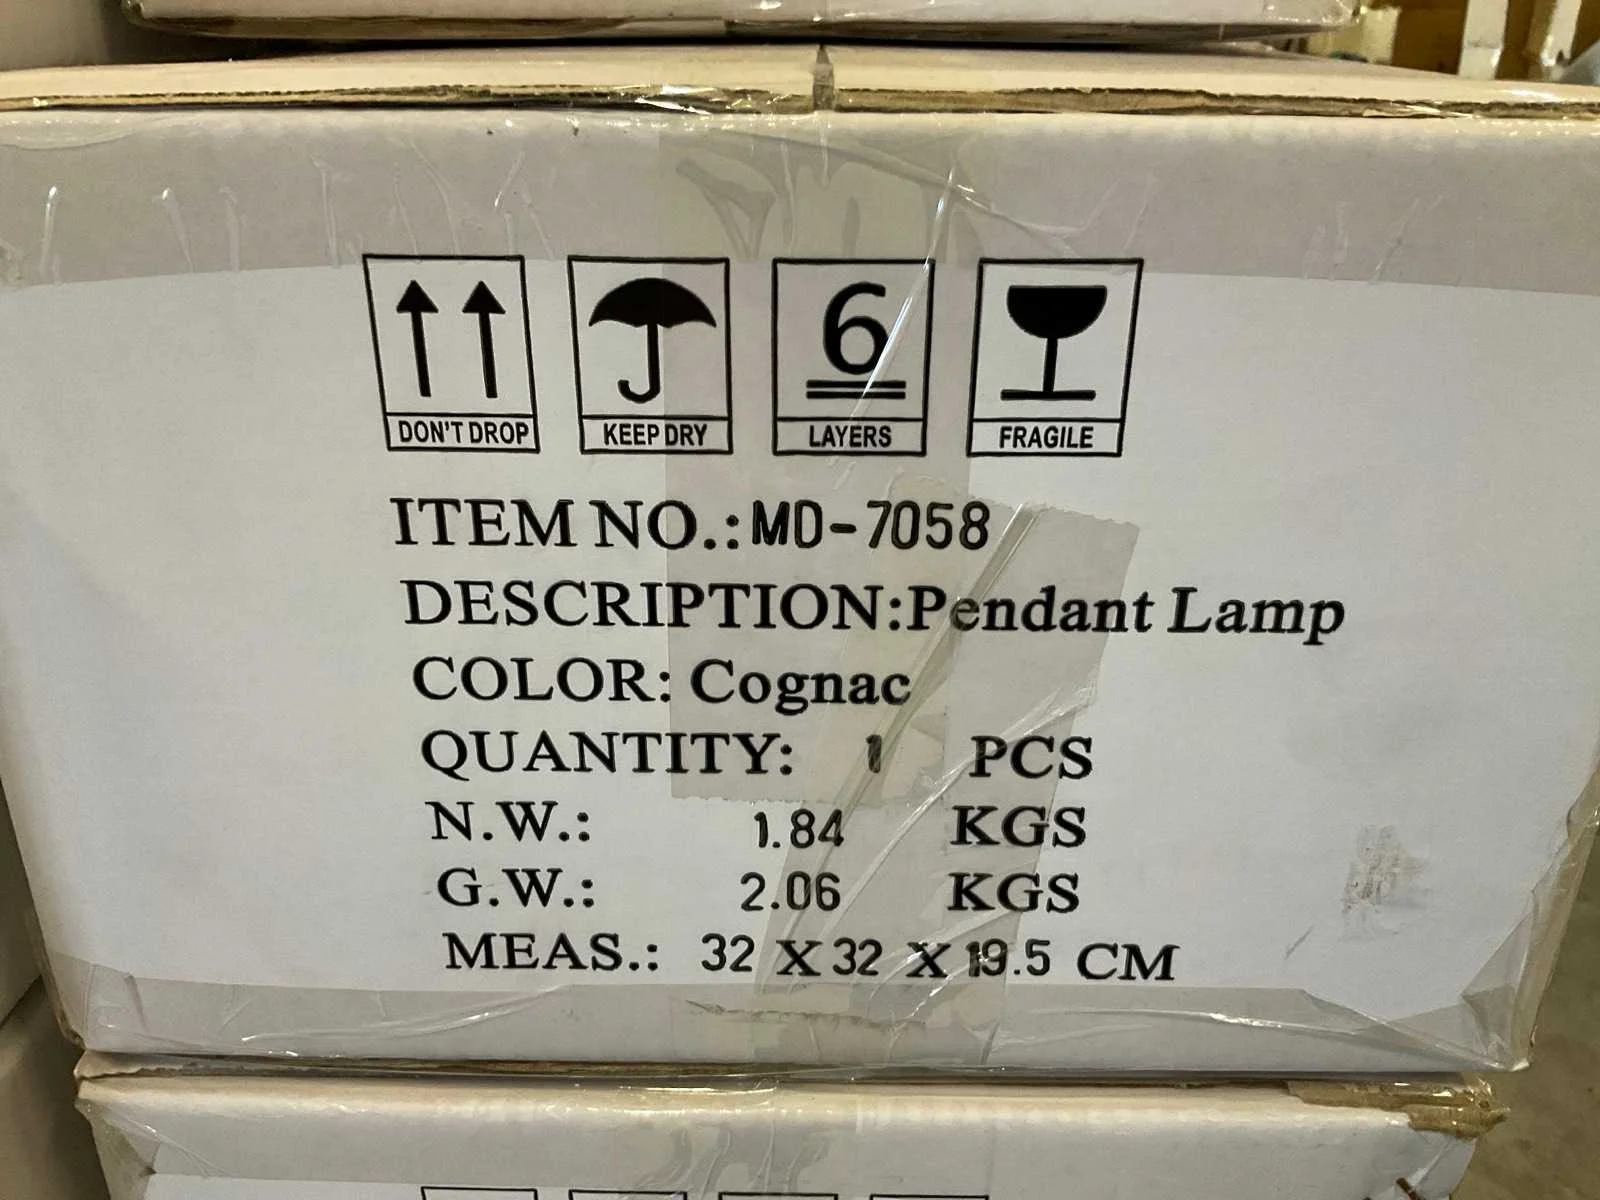 6
DON'T DROP KEEP DRY LAYERS FRAGILE
ITEM NO.: MD-7058
DESCRIPTION: Pendant Lamp
COLOR: Cognac
QUANTITY: 1 PCS
N.W.: 1.84 KGS
G.W.: 2.06 KGS
MEAS.: 32 X 32 X 19.5 CM